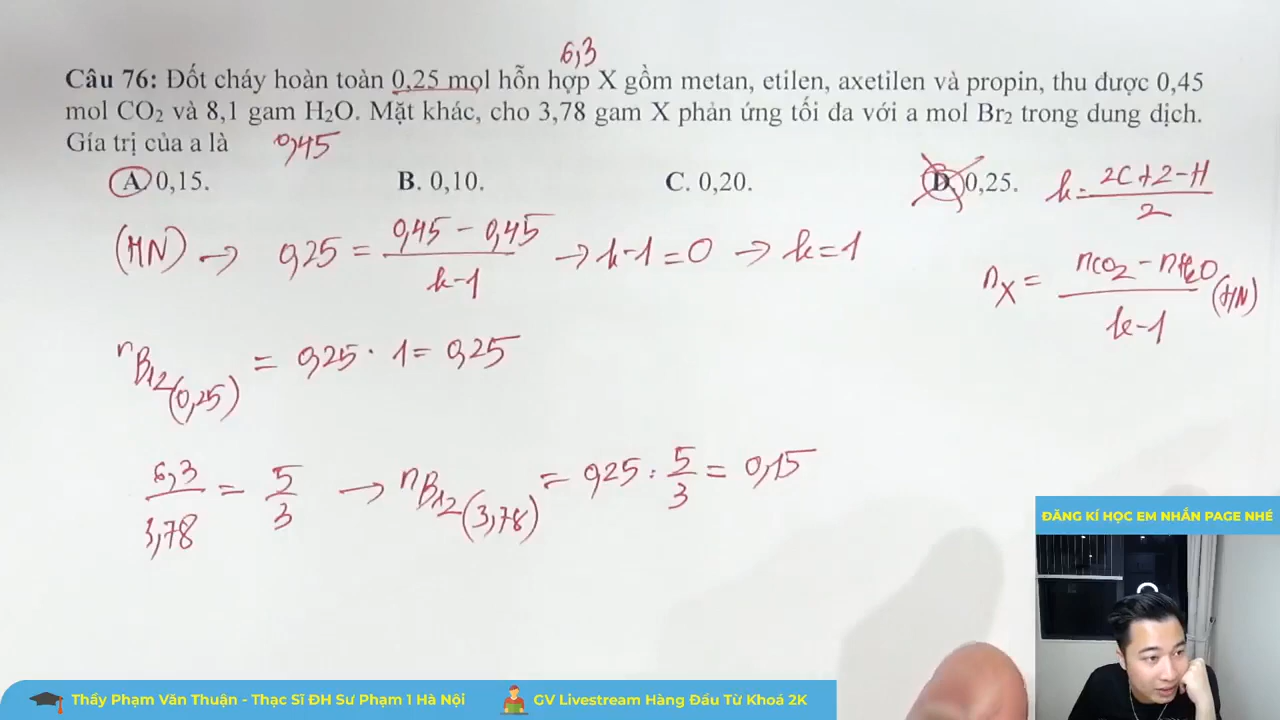 6,3
Câu 76: Đốt cháy hoàn toàn 0,25 mol hỗn hợp X gồm metan, etilen, axetilen và propin, thu được 0,45
mol CO₂ và 8,1 gam H₂O. Mặt khác, cho 3,78 gam X phản ứng tối đa với a mol Br₂ trong dung dịch.
Gía trị của a là
0,45
A. 0,15.
B. 0,10.
C. 0,20.
D. 0,25.
k = (2C + 2 - H) / 2
(HN) → 0,25 = (0,45 - 0,45) / (k-1) → k-1 = 0 → k = 1
nX = (nCO₂ - nH₂O) / (k-1) (HN)
nBr₂(0,25) = 0,25 . 1 = 0,25
6,3 / 3,78 = 5/3 → nBr₂(3,78) = 0,25 : 5/3 = 0,15
ĐĂNG KÍ HỌC EM NHẮN PAGE NHÉ
Thầy Phạm Văn Thuận - Thạc Sĩ ĐH Sư Phạm 1 Hà Nội
GV Livestream Hàng Đầu Từ Khoá 2K